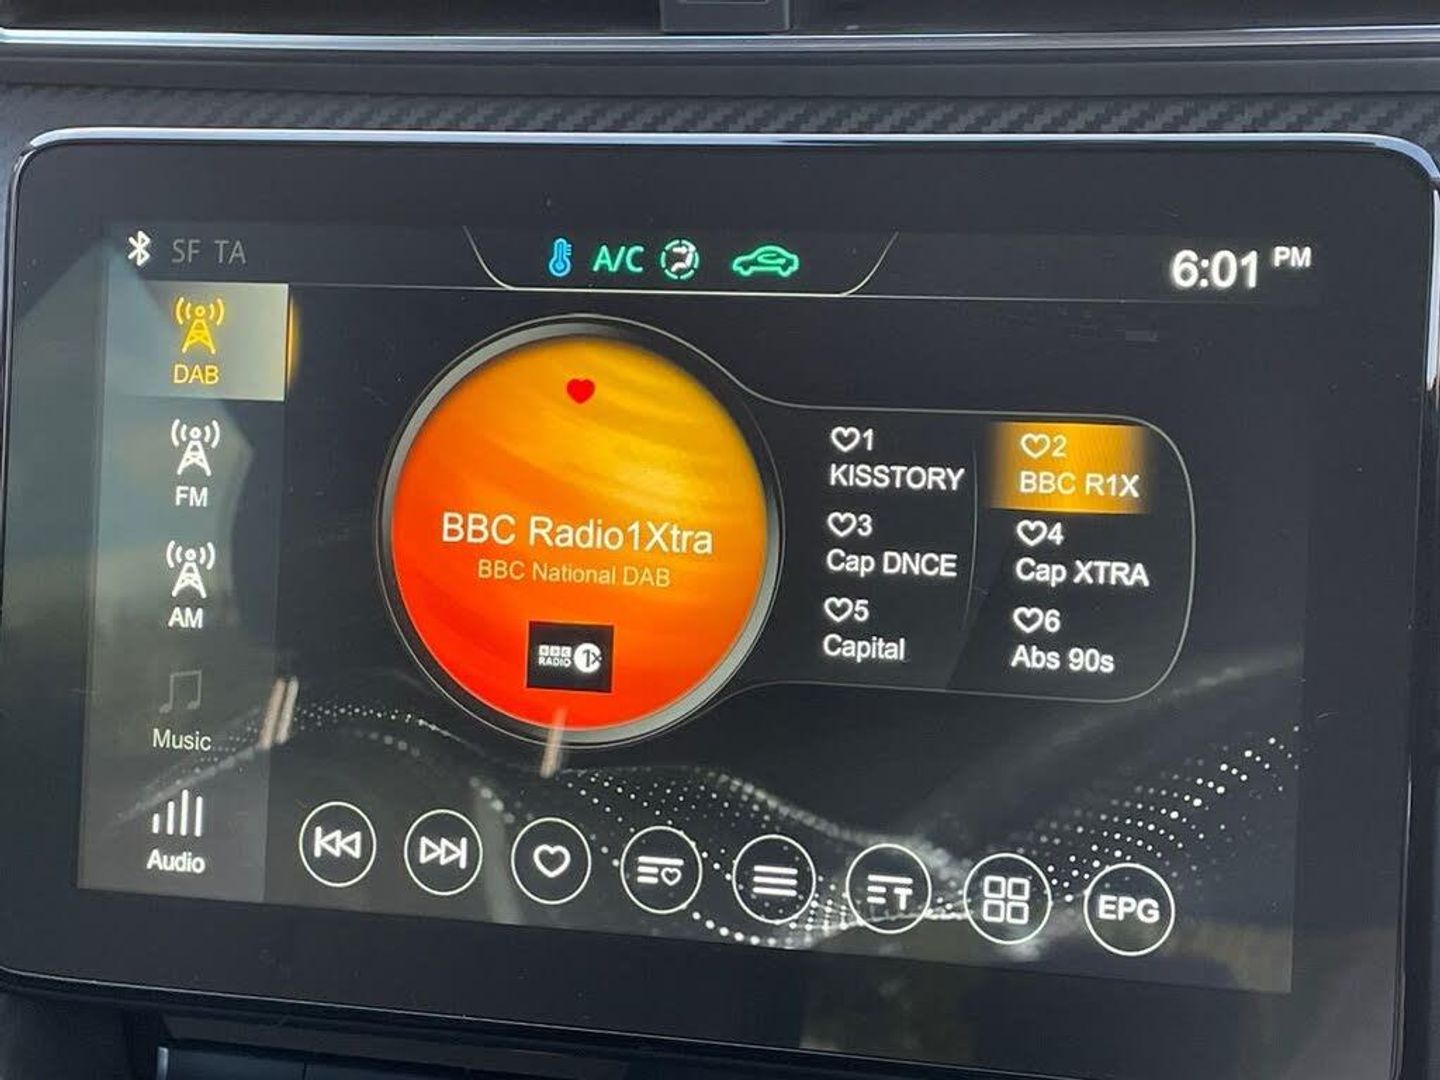 SF TA
A/C
6:01 PM
DAB
FM
AM
Music
Audio
BBC Radio1Xtra
BBC National DAB
BBC
RADIO 1X
1
KISSTORY
2
BBC R1X
3
Cap DNCE
4
Cap XTRA
5
Capital
6
Abs 90s
T
EPG